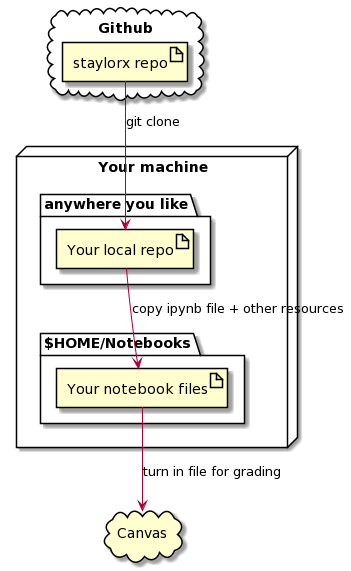 Github
staylorx repo
git clone
Your machine
anywhere you like
Your local repo
copy ipynb file + other resources
$HOME/Notebooks
Your notebook files
turn in file for grading
Canvas